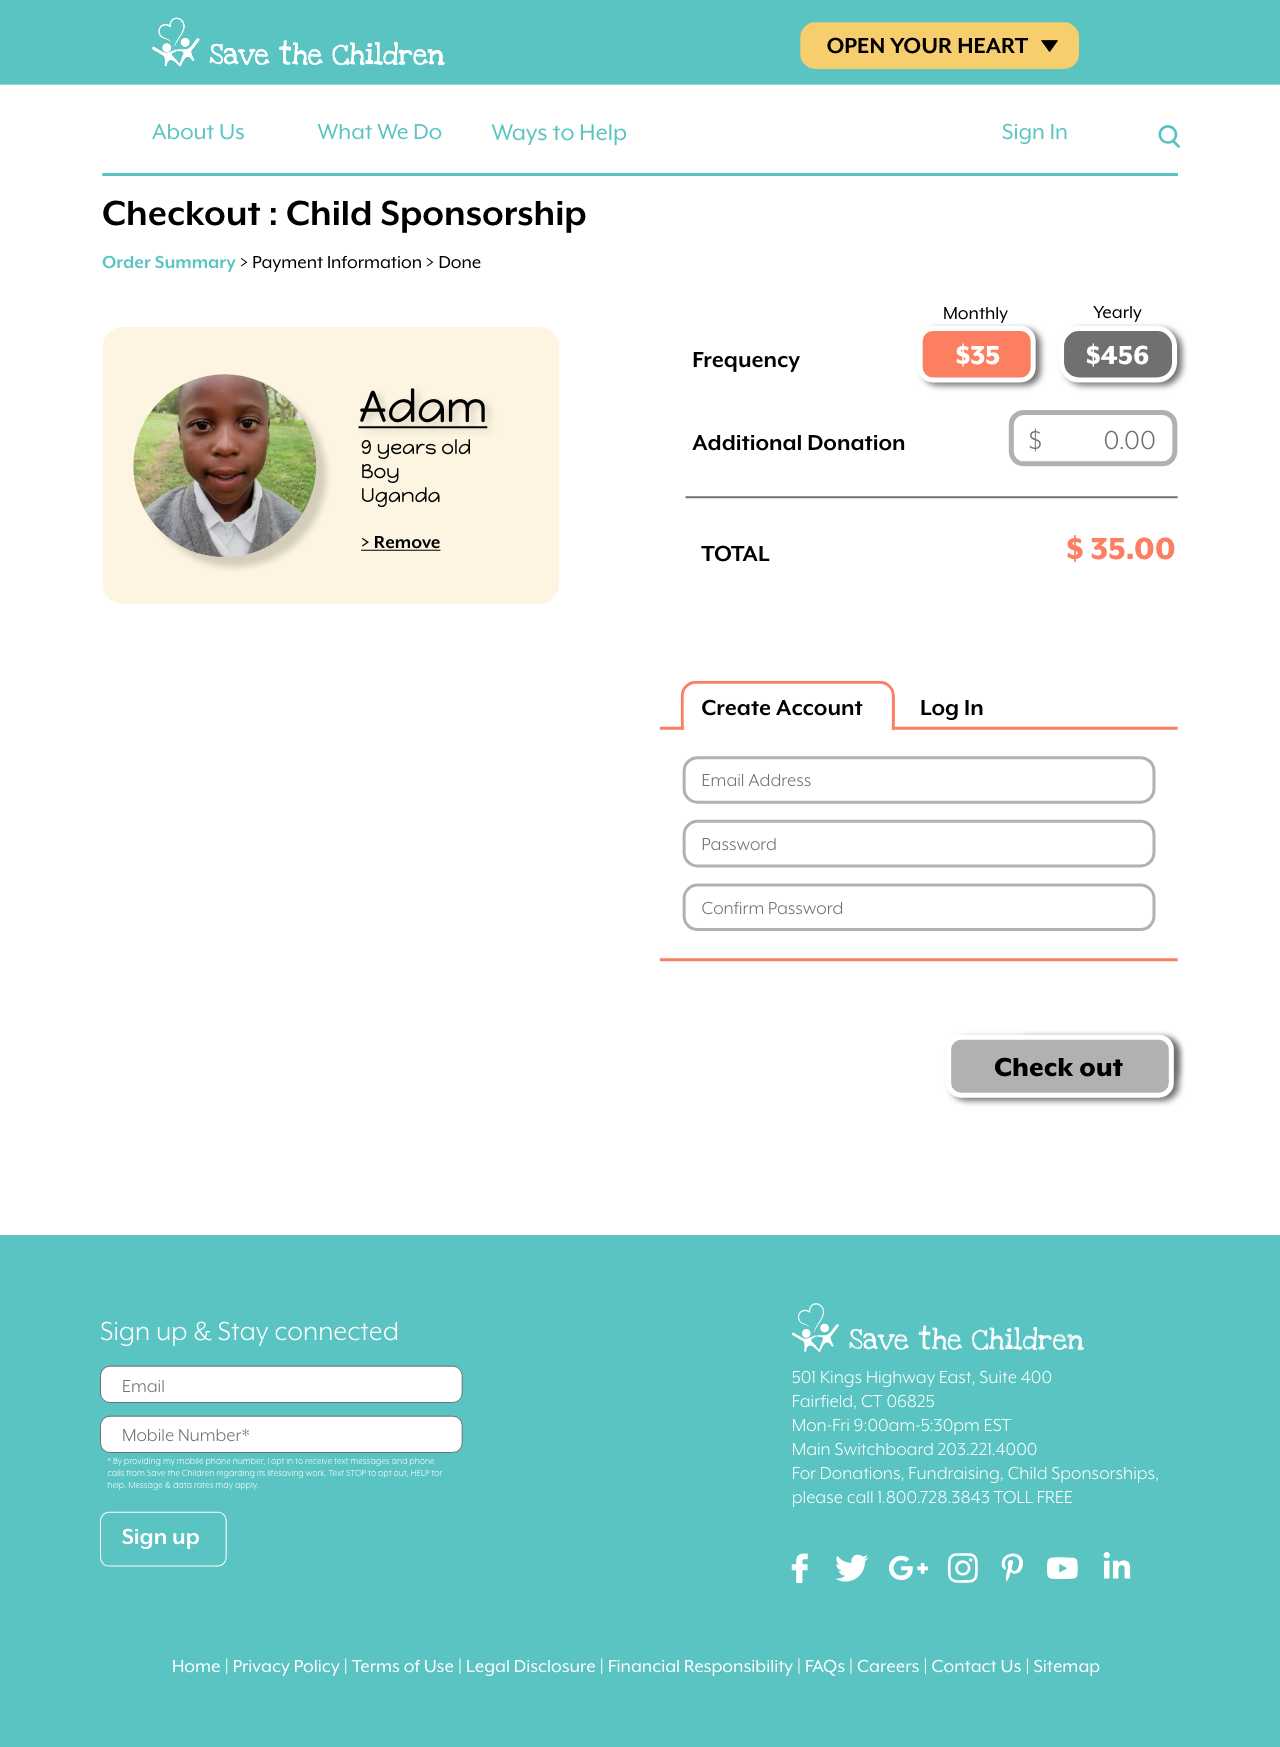 Save the Children
OPEN YOUR HEART
About Us
What We Do
Ways to Help
Sign In
Checkout : Child Sponsorship
Order Summary > Payment Information > Done
Adam
9 years old
Boy
Uganda
> Remove
Monthly
Yearly
Frequency
$35
$456
Additional Donation
$ 0.00
TOTAL
$ 35.00
Create Account
Log In
Email Address
Password
Confirm Password
Check out
Sign up & Stay connected
Email
Mobile Number*
* By providing my mobile phone number, I opt in to receive text messages and phone
calls from Save the Children regarding its lifesaving work. Text STOP to opt out, HELP for
help. Message & data rates may apply.
Sign up
Save the Children
501 Kings Highway East, Suite 400
Fairfield, CT 06825
Mon-Fri 9:00am-5:30pm EST
Main Switchboard 203.221.4000
For Donations, Fundraising, Child Sponsorships,
please call 1.800.728.3843 TOLL FREE
Home | Privacy Policy | Terms of Use | Legal Disclosure | Financial Responsibility | FAQs | Careers | Contact Us | Sitemap